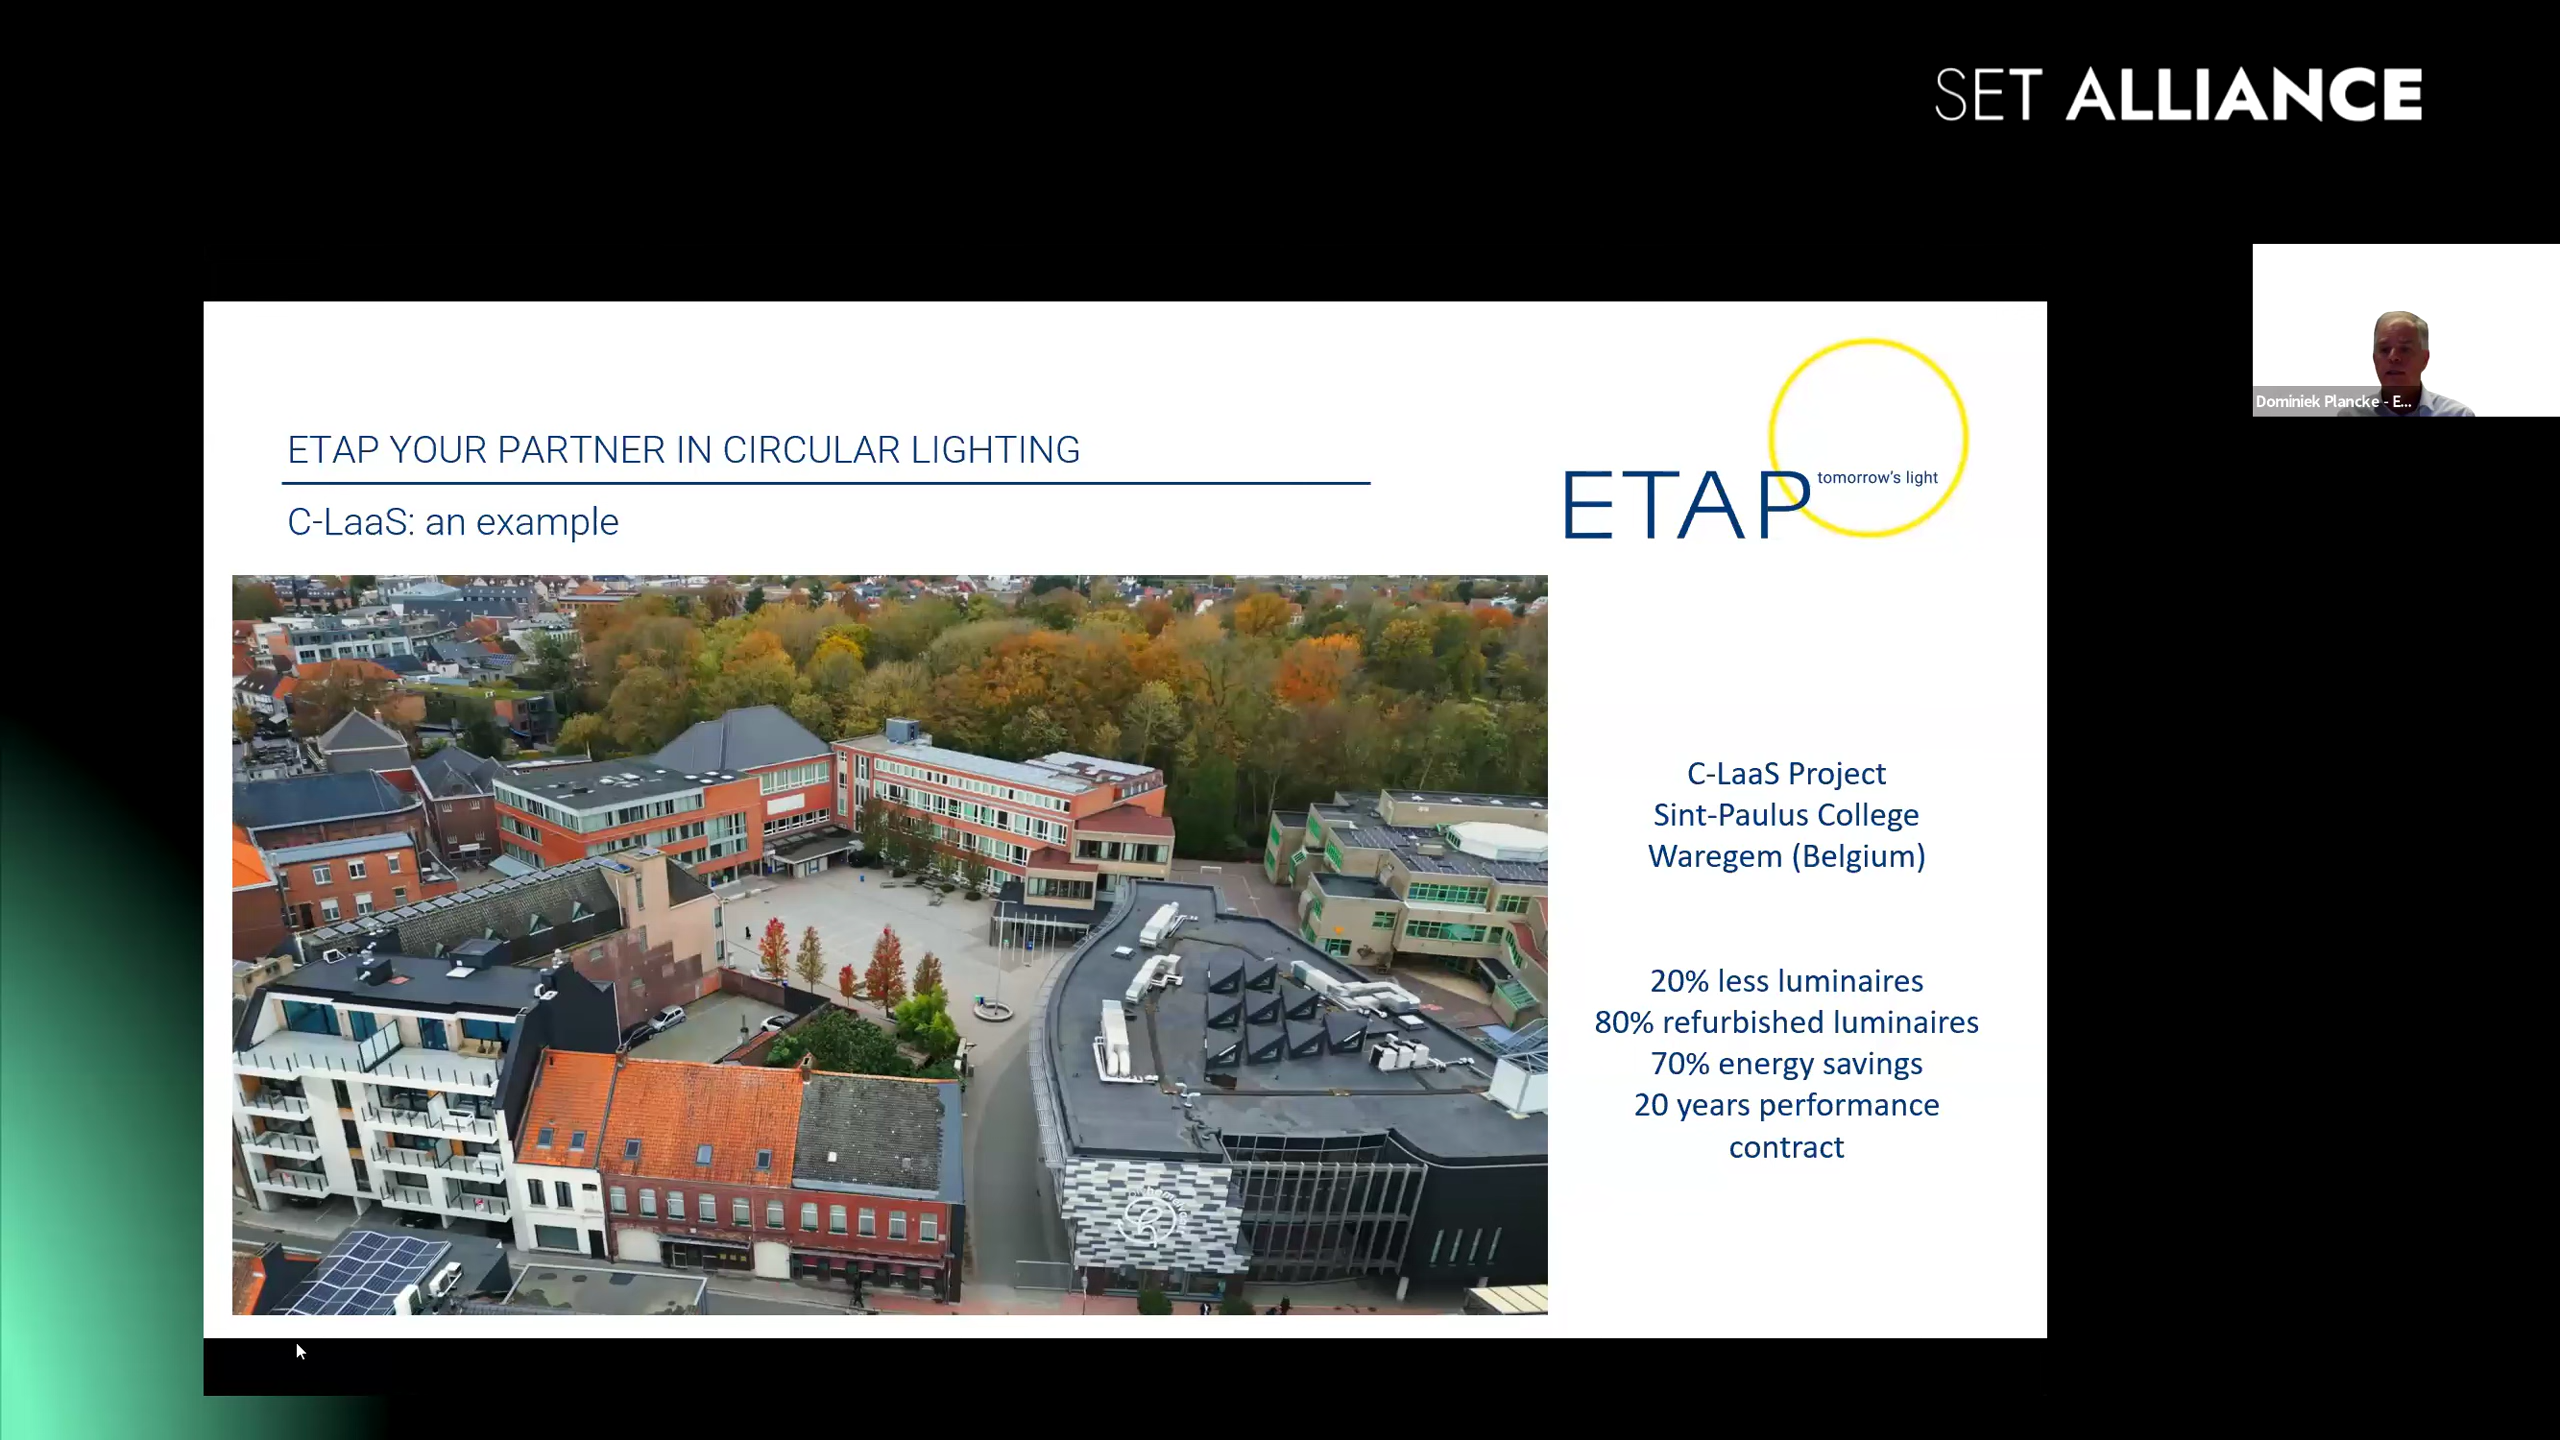 SET ALLIANCE
Dominiek Plancke - E...
ETAP YOUR PARTNER IN CIRCULAR LIGHTING
C-LaaS: an example
ETAP tomorrow's light
C-LaaS Project
Sint-Paulus College
Waregem (Belgium)
20% less luminaires
80% refurbished luminaires
70% energy savings
20 years performance
contract